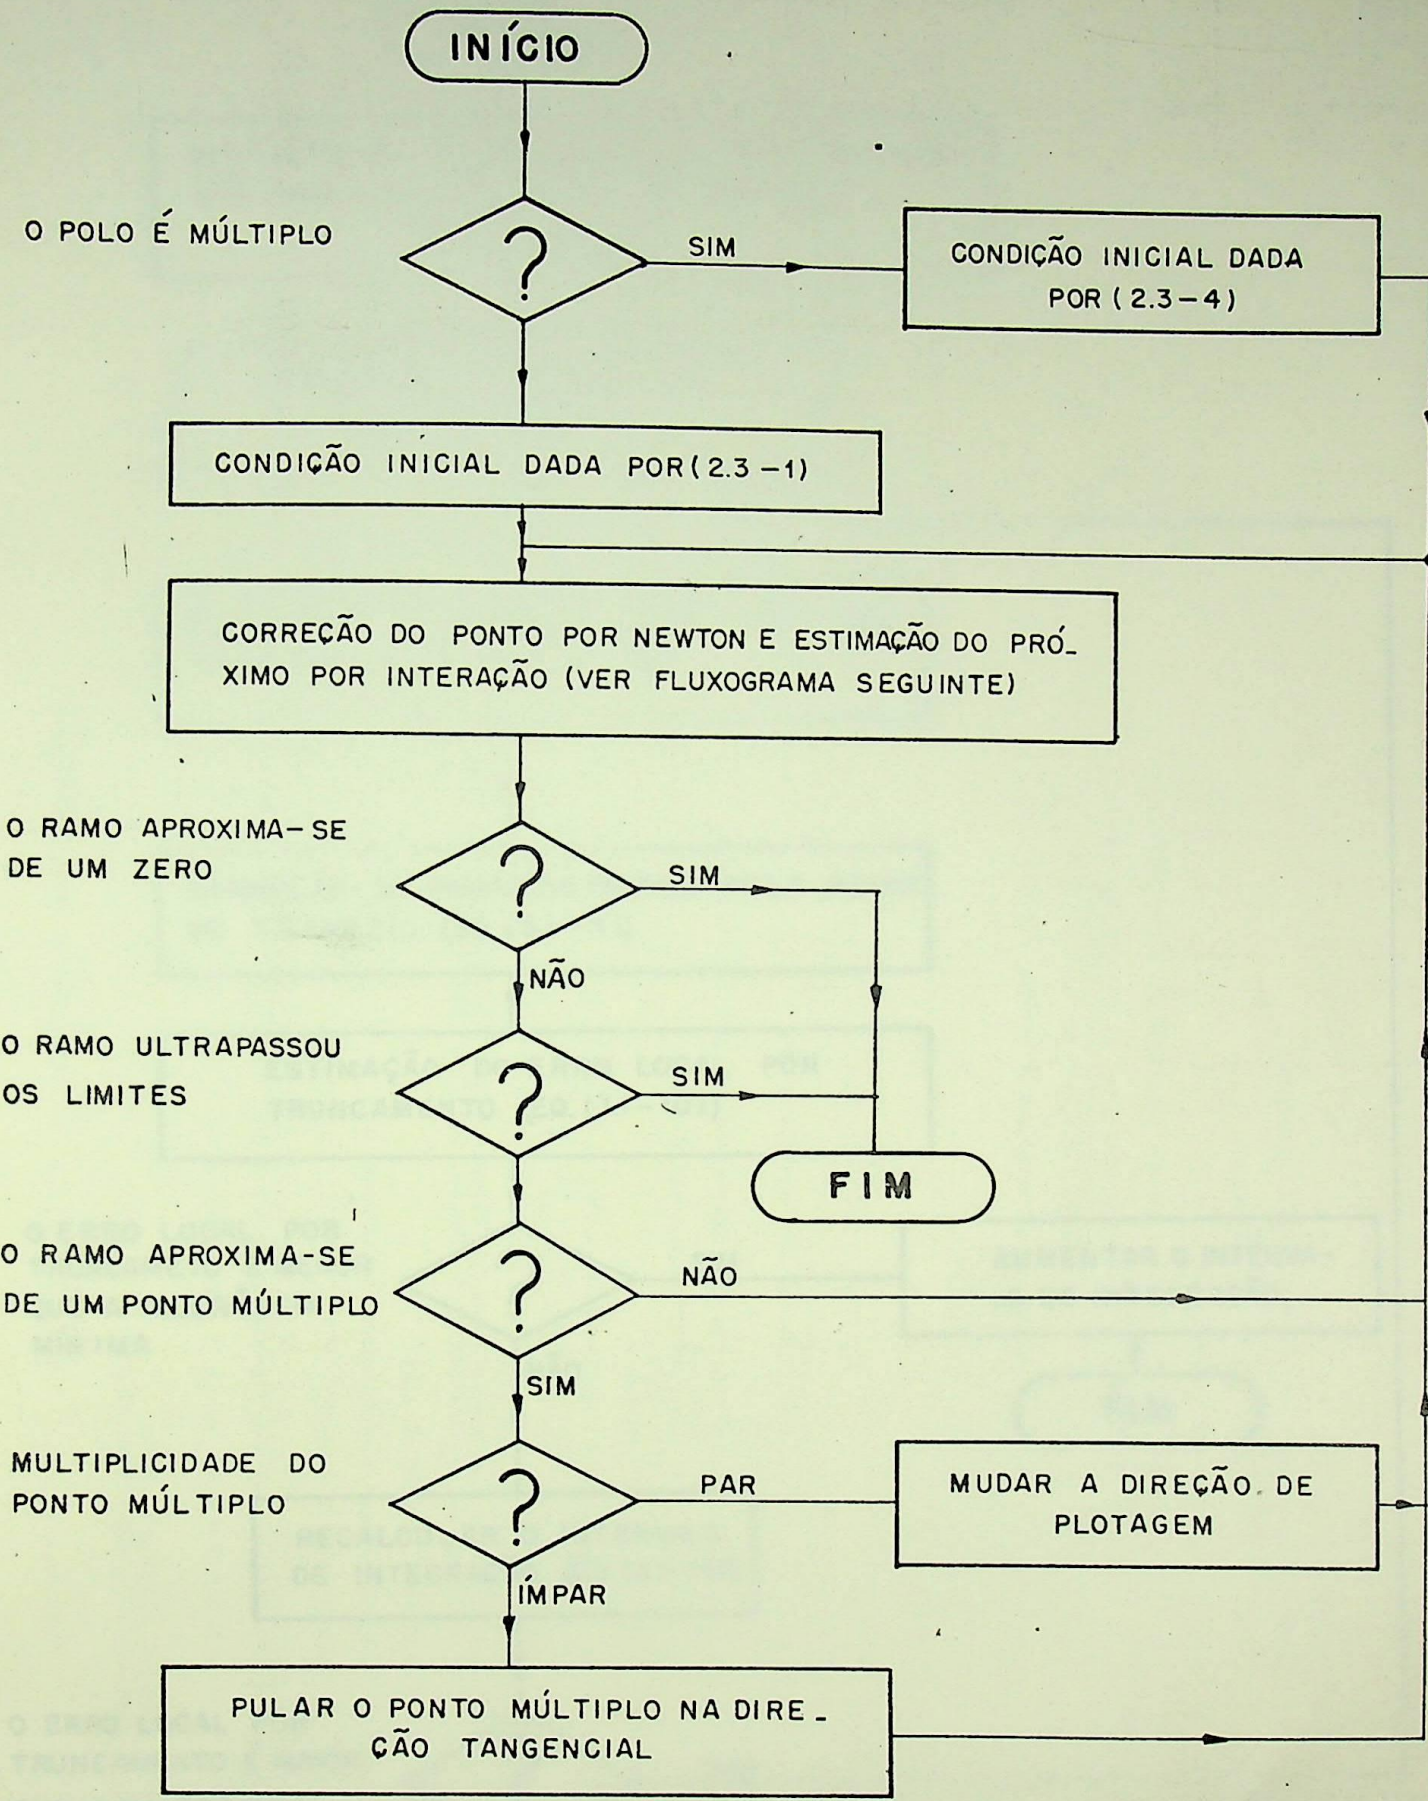 INÍCIO
O POLO É MÚLTIPLO
?
SIM
CONDIÇÃO INICIAL DADA
POR (2.3-4)
CONDIÇÃO INICIAL DADA POR (2.3-1)
CORREÇÃO DO PONTO POR NEWTON E ESTIMAÇÃO DO PRÓ_
XIMO POR INTERAÇÃO (VER FLUXOGRAMA SEGUINTE)
O RAMO APROXIMA-SE
DE UM ZERO
?
SIM
NÃO
O RAMO ULTRAPASSOU
OS LIMITES
?
SIM
FIM
O RAMO APROXIMA-SE
DE UM PONTO MÚLTIPLO
?
NÃO
SIM
MULTIPLICIDADE DO
PONTO MÚLTIPLO
?
PAR
MUDAR A DIREÇÃO DE
PLOTAGEM
ÍMPAR
PULAR O PONTO MÚLTIPLO NA DIRE_
ÇÃO TANGENCIAL